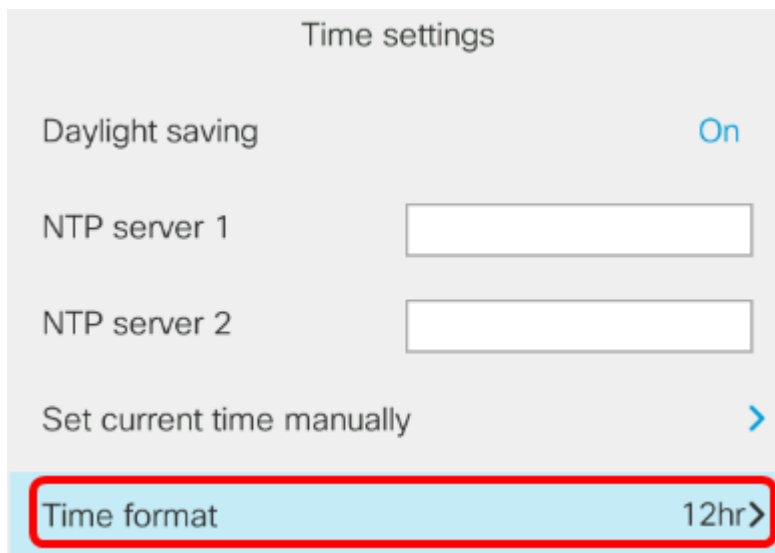 Time settings
Daylight saving On
NTP server 1
NTP server 2
Set current time manually
Time format 12hr